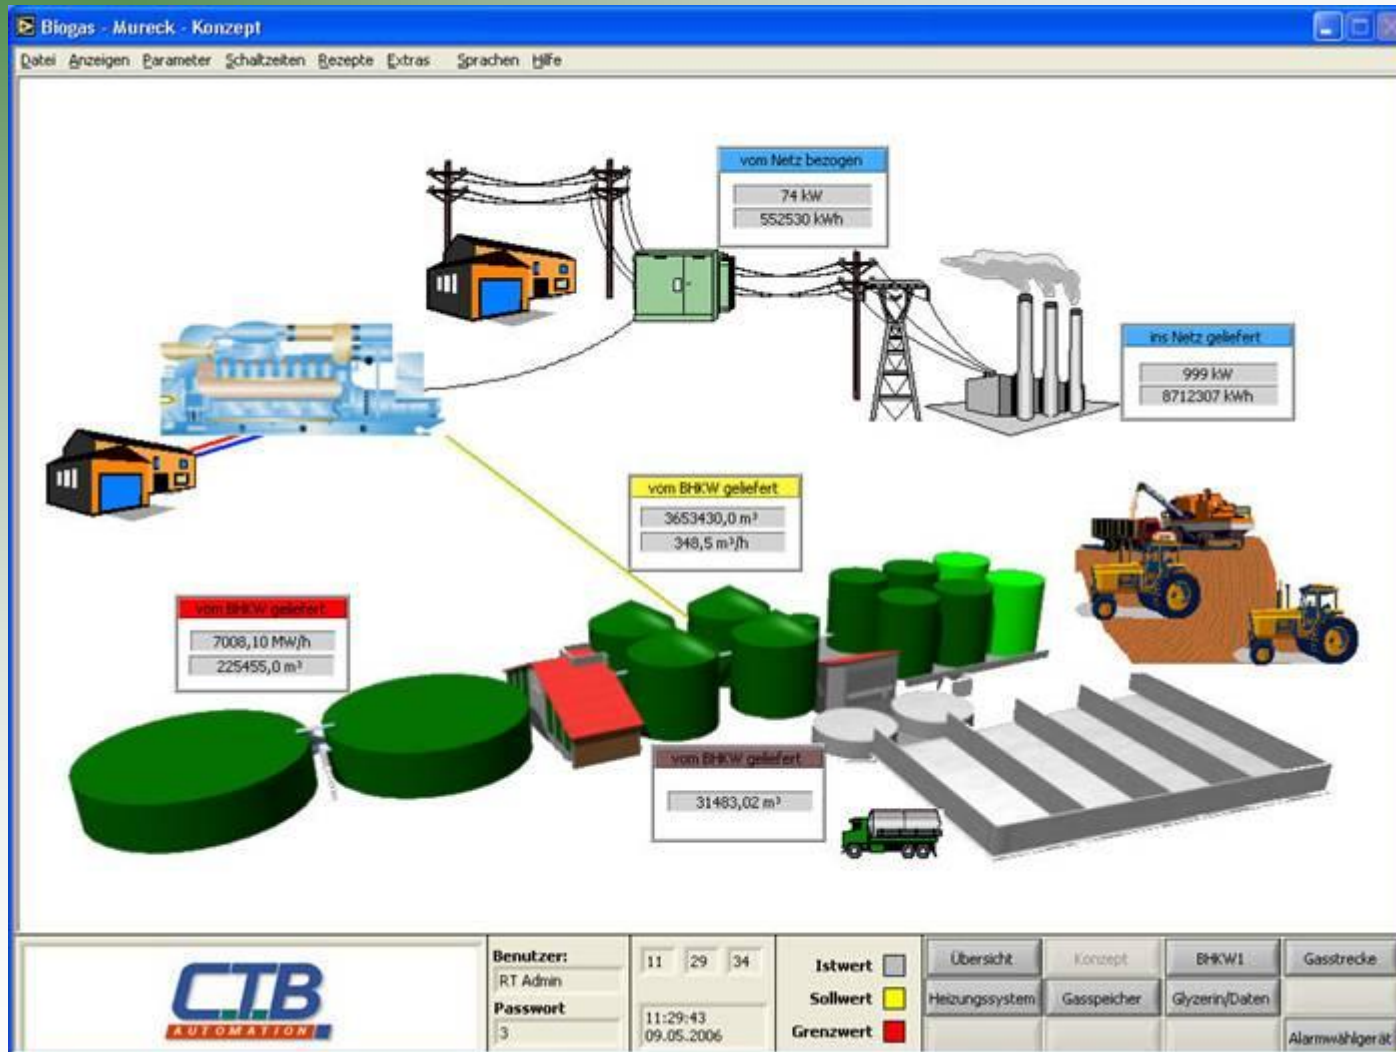 Biogas - Mureck - Konzept
Datei Anzeigen Parameter Schaltzeiten Rezepte Extras Sprachen Hilfe
vom Netz bezogen
74 kW
552530 kWh
ins Netz geliefert
999 kW
8712307 kWh
vom BHKW geliefert
3653430,0 m³
348,5 m³/h
vom BHKW geliefert
7008,10 MW/h
225455,0 m³
vom BHKW geliefert
31483,02 m³
C.T.B
AUTOMATION
Benutzer:
RT Admin
Passwort
3
11 29 34
11:29:43
09.05.2006
Istwert
Sollwert
Grenzwert
Übersicht Konzept BHKW1 Gasstrecke
Heizungssystem Gasspeicher Glyzerin/Daten
Alarmwählgerät